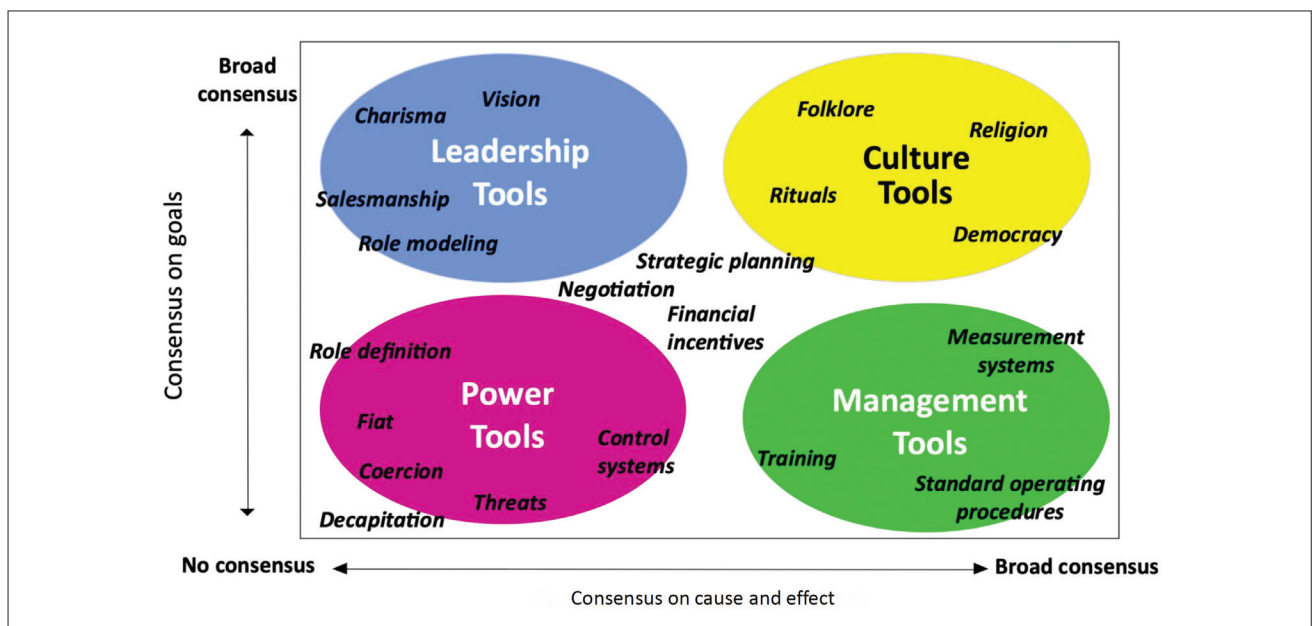 Broad
consensus
Consensus on goals
Charisma
Vision
Leadership
Tools
Salesmanship
Role modeling
Folklore
Religion
Culture
Tools
Rituals
Democracy
Strategic planning
Negotiation
Financial
incentives
Role definition
Power
Tools
Fiat
Control
systems
Coercion
Threats
Decapitation
Measurement
systems
Management
Tools
Training
Standard operating
procedures
No consensus
Broad consensus
Consensus on cause and effect